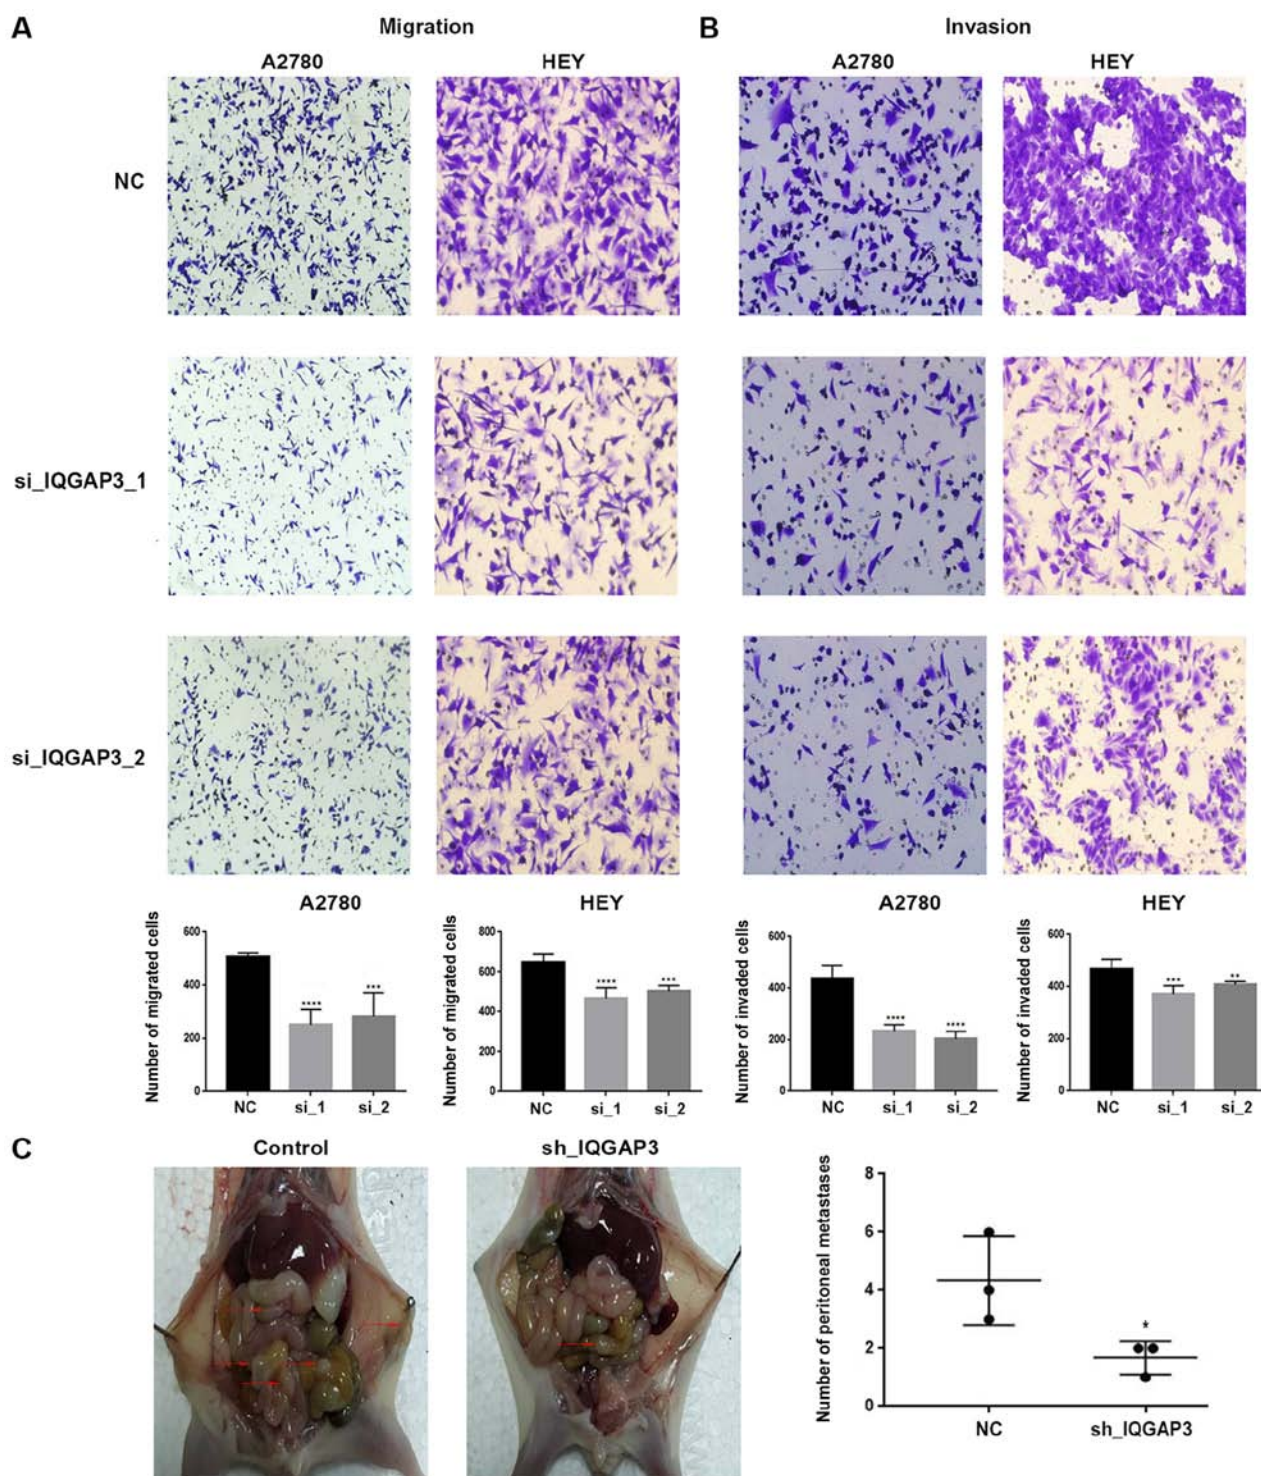 A Migration B Invasion
A2780 HEY A2780 HEY
NC
si_IQGAP3_1
si_IQGAP3_2
A2780 HEY A2780 HEY
Number of migrated cells
600
400
200
0
****
***
NC si_1 si_2
Number of migrated cells
800
600
400
200
0
****
***
NC si_1 si_2
Number of invaded cells
600
400
200
0
****
****
NC si_1 si_2
Number of invaded cells
600
400
200
0
***
**
NC si_1 si_2
C Control sh_IQGAP3
Number of peritoneal metastases
8
6
4
2
0
*
NC sh_IQGAP3